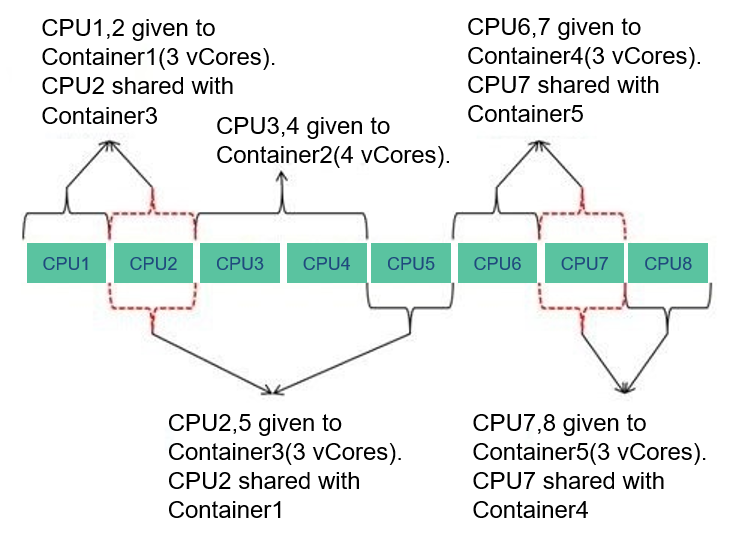 CPU1,2 given to
Container1(3 vCores).
CPU2 shared with
Container3
CPU6,7 given to
Container4(3 vCores).
CPU7 shared with
Container5
CPU3,4 given to
Container2(4 vCores).
CPU1
CPU2
CPU3
CPU4
CPU5
CPU6
CPU7
CPU8
CPU2,5 given to
Container3(3 vCores).
CPU2 shared with
Container1
CPU7,8 given to
Container5(3 vCores).
CPU7 shared with
Container4